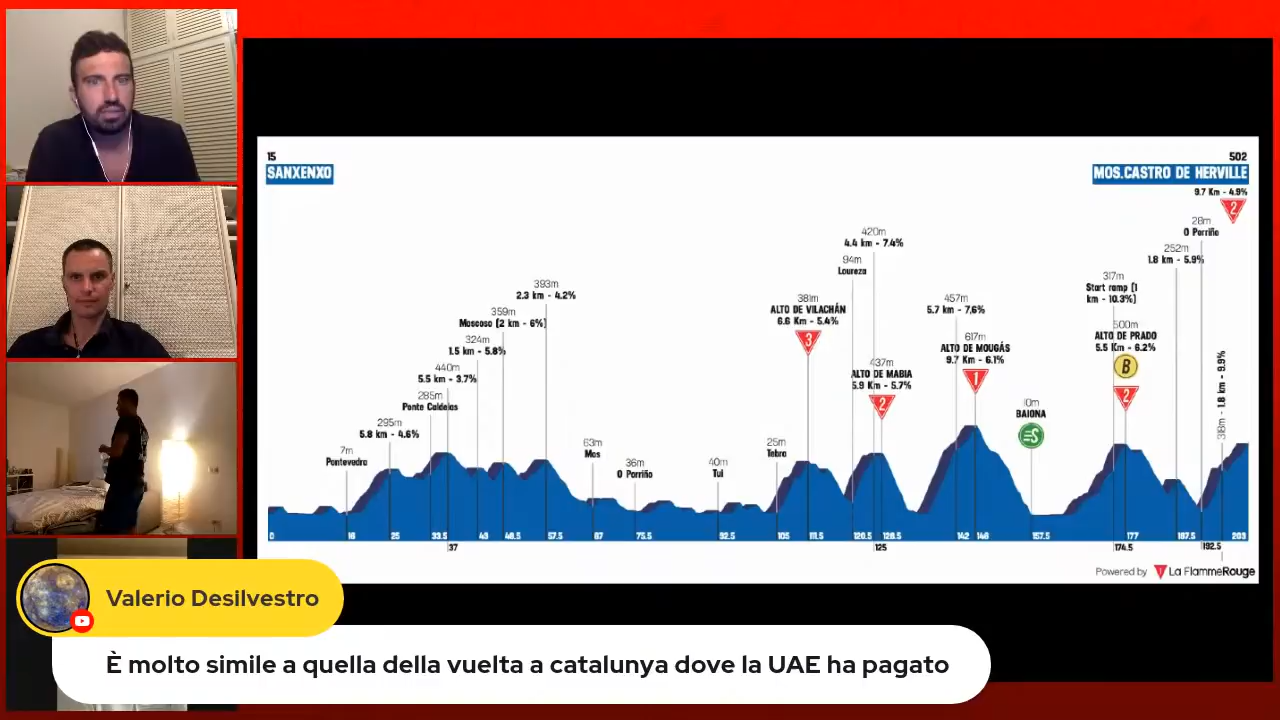 15
SANXENXO
502
MOS.CASTRO DE HERVILLE
9.7 Km - 4.9%
2
28m
O Porriño
252m
1.8 km - 5.9%
317m
Start ramp (1
km - 10.3%)
500m
ALTO DE PRADO
5.5 Km - 6.2%
B
2
318m - 1.8 km - 9.9%
420m
4.4 km - 7.4%
94m
Loureza
381m
ALTO DE VILACHÁN
6.6 Km - 5.4%
3
437m
ALTO DE MABIA
5.9 Km - 5.7%
2
457m
5.7 km - 7,6%
617m
ALTO DE MOUGÁS
9.7 Km - 6.1%
1
10m
BAIONA
S
393m
2.3 km - 4.2%
359m
Moscoso (2 km - 6%)
324m
1.5 km - 5.8%
440m
5.5 km - 3.7%
285m
Ponte Caldelas
295m
5.8 km - 4.6%
7m
Pontevedra
63m
Mos
36m
O Porriño
40m
Tui
25m
Tebra
0 16 25 33.5 43 48.5 57.5 67 75.5 92.5 105 111.5 120.5 128.5 142 146 157.5 177 187.5 203
37 125 174.5 192.5
Powered by La FlammeRouge
Valerio Desilvestro
È molto simile a quella della vuelta a catalunya dove la UAE ha pagato